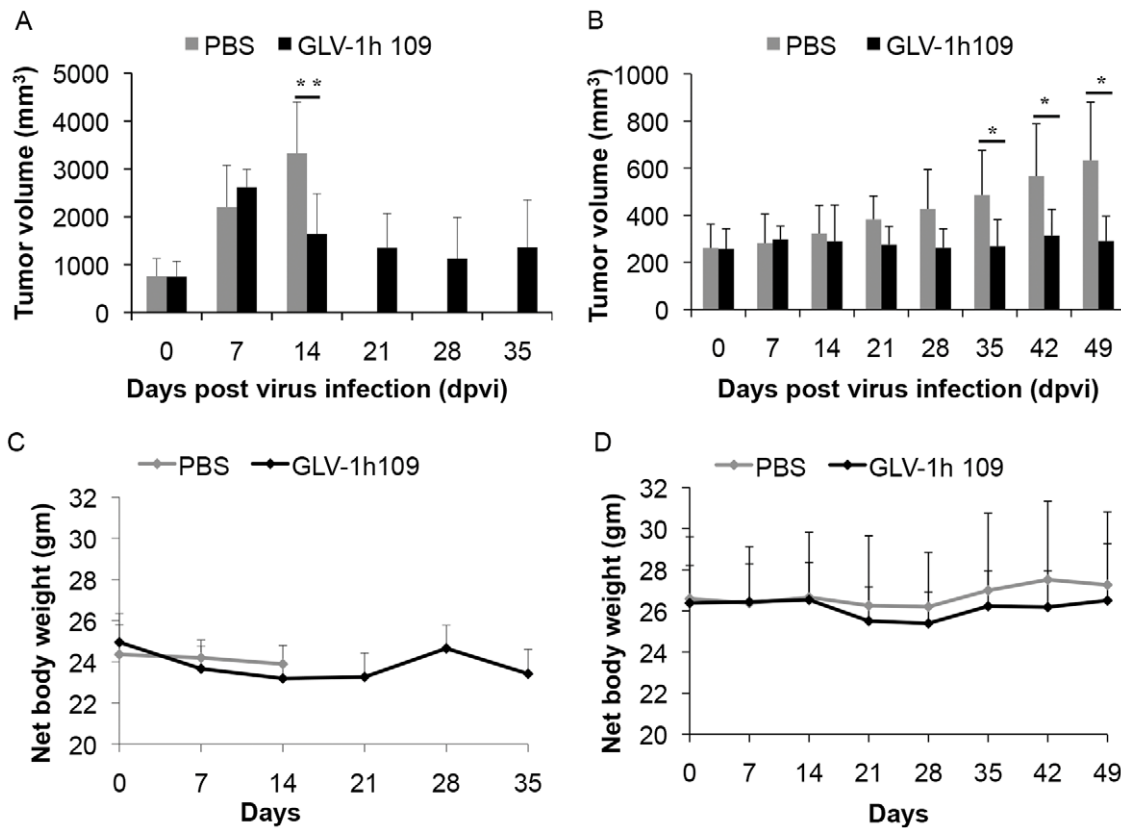 A
PBS GLV-1h 109
Tumor volume (mm³)
5000
4000
3000
2000
1000
0
* *
0 7 14 21 28 35
Days post virus infection (dpvi)
B
PBS GLV-1h109
Tumor volume (mm³)
1000
800
600
400
200
0
*
*
*
0 7 14 21 28 35 42 49
Days post virus infection (dpvi)
C
PBS GLV-1h109
Net body weight (gm)
32
30
28
26
24
22
20
0 7 14 21 28 35
Days
D
PBS GLV-1h 109
Net body weight (gm)
32
30
28
26
24
22
20
0 7 14 21 28 35 42 49
Days